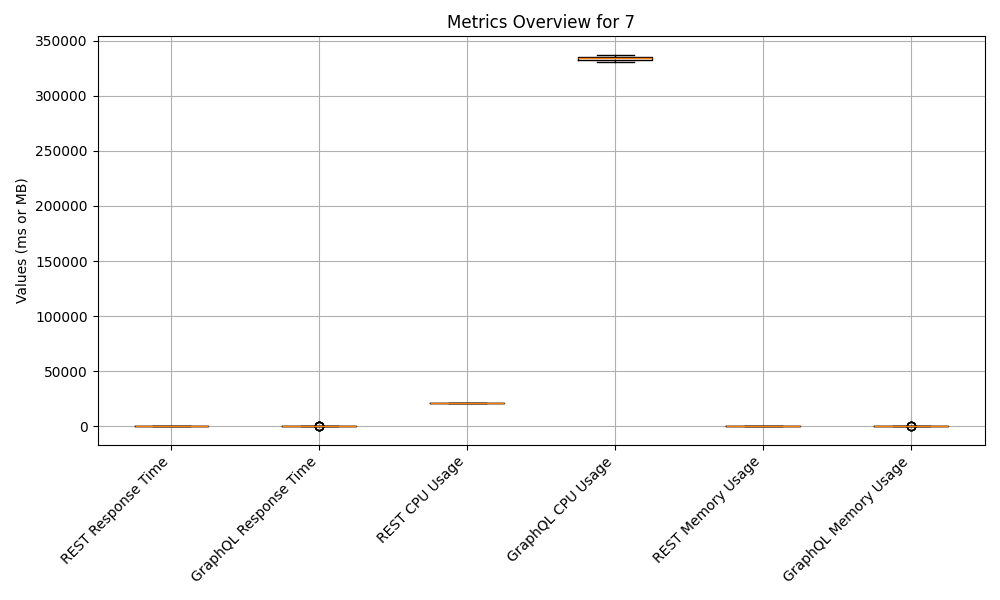 Metrics Overview for 7
Values (ms or MB)
350000
300000
250000
200000
150000
100000
50000
0
REST Response Time
GraphQL Response Time
REST CPU Usage
GraphQL CPU Usage
REST Memory Usage
GraphQL Memory Usage